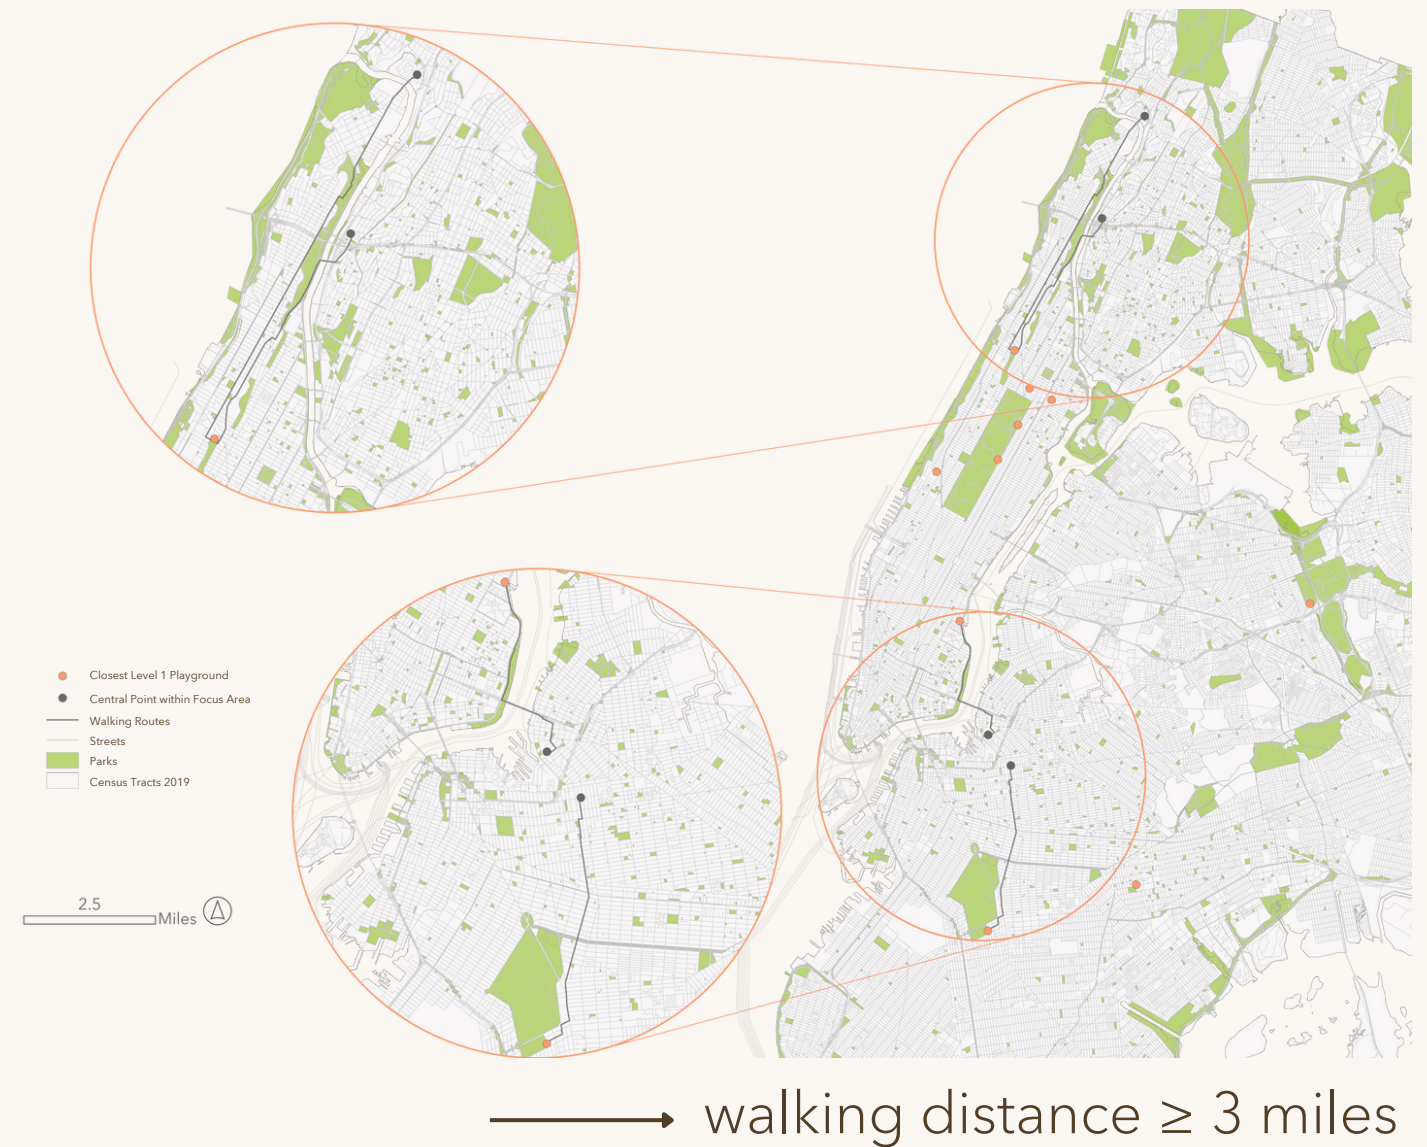 Closest Level 1 Playground
Central Point within Focus Area
Walking Routes
Streets
Parks
Census Tracts 2019
2.5
Miles
walking distance ≥ 3 miles